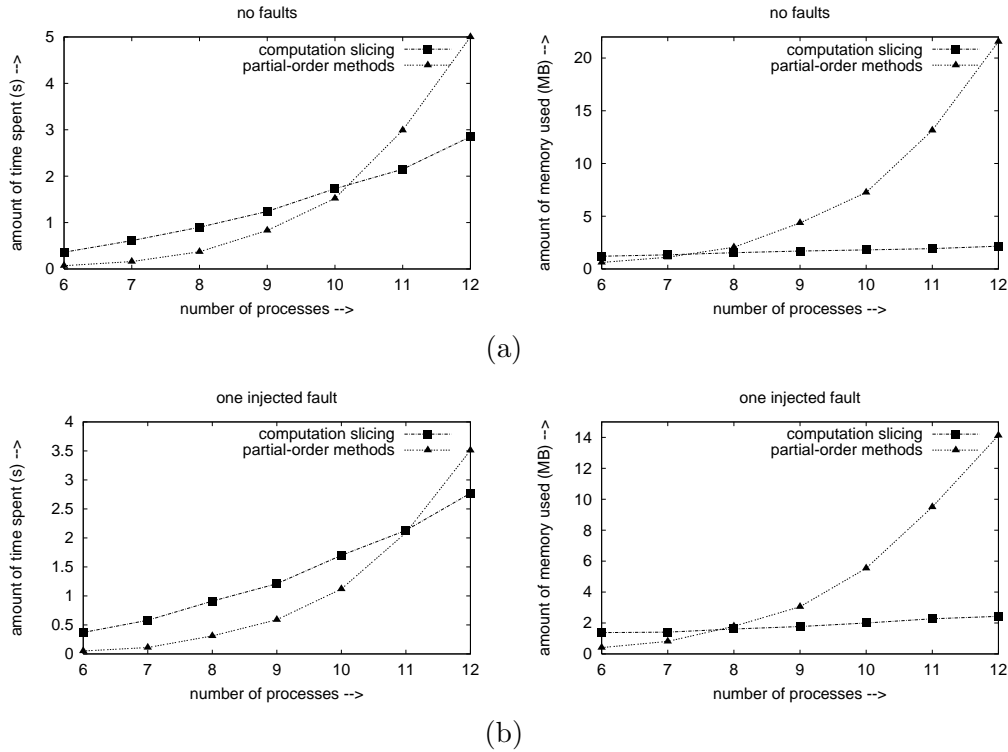 no faults
computation slicing
partial-order methods
amount of time spent (s) -->
5
4
3
2
1
0
6 7 8 9 10 11 12
number of processes -->
no faults
computation slicing
partial-order methods
amount of memory used (MB) -->
20
15
10
5
0
6 7 8 9 10 11 12
number of processes -->
(a)
one injected fault
computation slicing
partial-order methods
amount of time spent (s) -->
4
3.5
3
2.5
2
1.5
1
0.5
0
6 7 8 9 10 11 12
number of processes -->
one injected fault
computation slicing
partial-order methods
amount of memory used (MB) -->
14
12
10
8
6
4
2
0
6 7 8 9 10 11 12
number of processes -->
(b)